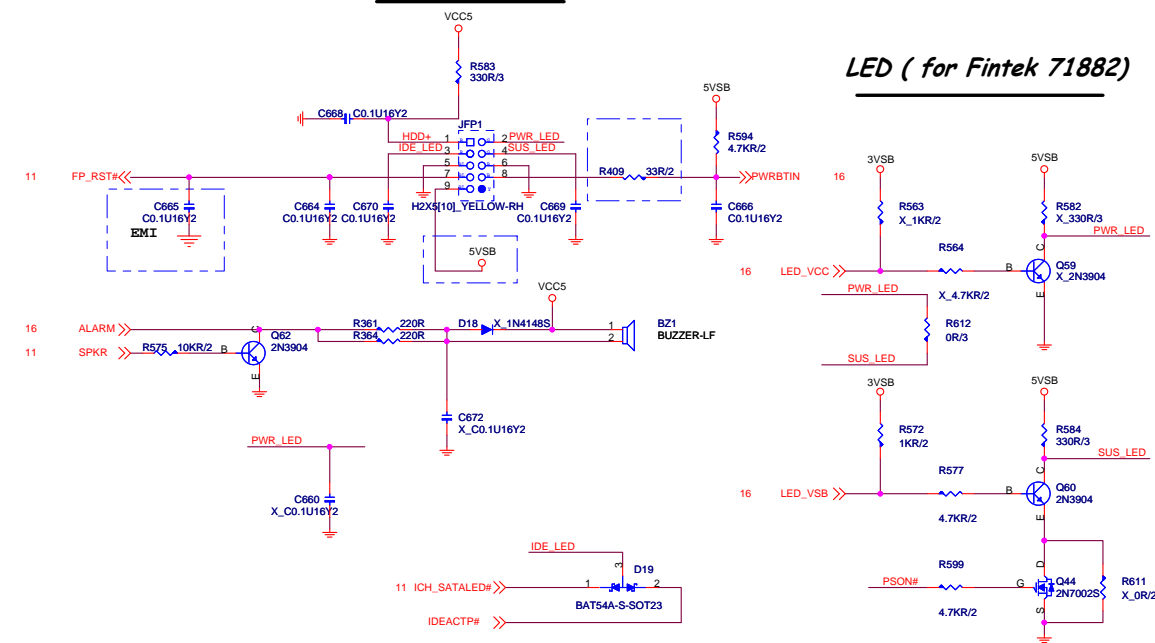 VCC5
R583
330R/3
LED ( for Fintek 71882)
5VSB
C668 C0.1U16Y2
JFP1
HDD+ 1 2 PWR_LED
IDE_LED 3 4 SUS_LED
5 6
7 8
9
H2X5[10]_YELLOW-RH
R594
4.7KR/2
R409 33R/2
11 FP_RST#
PWRBTIN 16
C665
C0.1U16Y2
EMI
C664
C0.1U16Y2
C670
C0.1U16Y2
C669
C0.1U16Y2
C666
C0.1U16Y2
5VSB
VCC5
16 ALARM
R361 220R
R364 220R
D18 X_1N4148S
1
2
BZ1
BUZZER-LF
11 SPKR
R575 10KR/2
B
C
E
Q62
2N3904
C672
X_C0.1U16Y2
PWR_LED
C660
X_C0.1U16Y2
IDE_LED
3
D19
11 ICH_SATALED# 1 2
BAT54A-S-SOT23
IDEACTP#
3VSB
5VSB
R563
X_1KR/2
R582
X_330R/3
PWR_LED
R564
X_4.7KR/2
16 LED_VCC
B
C
E
Q59
X_2N3904
PWR_LED
R612
0R/3
SUS_LED
3VSB
5VSB
R572
1KR/2
R584
330R/3
SUS_LED
R577
4.7KR/2
16 LED_VSB
B
C
E
Q60
2N3904
PSON#
R599
4.7KR/2
G
D
S
Q44
2N7002S
R611
X_0R/2